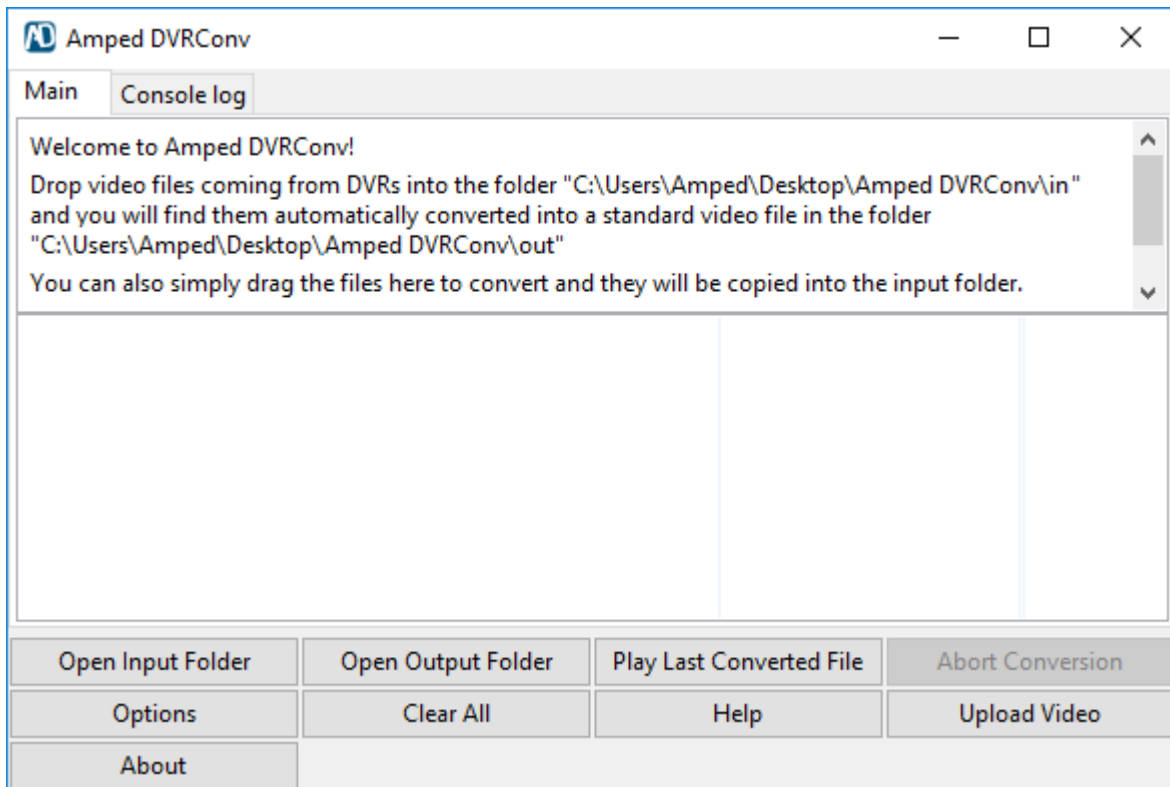 Amped DVRConv
Main
Console log
Welcome to Amped DVRConv!
Drop video files coming from DVRs into the folder "C:\Users\Amped\Desktop\Amped DVRConv\in"
and you will find them automatically converted into a standard video file in the folder
"C:\Users\Amped\Desktop\Amped DVRConv\out"
You can also simply drag the files here to convert and they will be copied into the input folder.
Open Input Folder
Open Output Folder
Play Last Converted File
Abort Conversion
Options
Clear All
Help
Upload Video
About